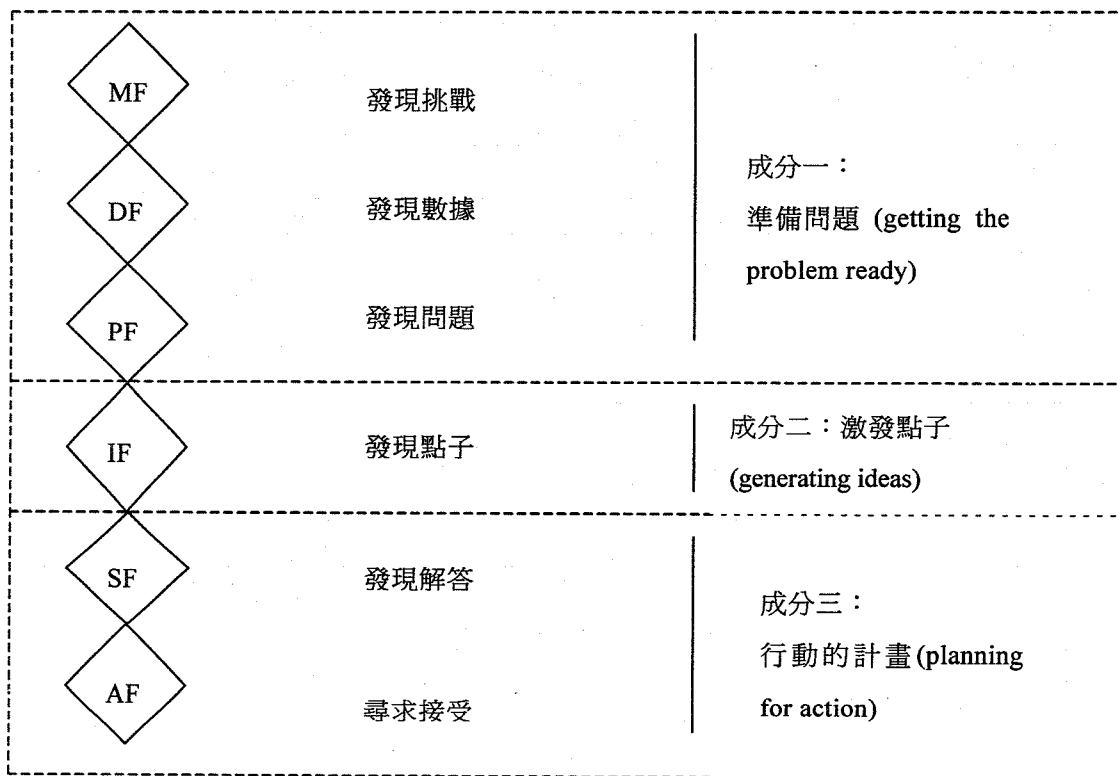 MF 發現挑戰
成分一：
DF 發現數據
準備問題 (getting the
problem ready)
PF 發現問題
IF 發現點子
成分二：激發點子
(generating ideas)
SF 發現解答
成分三：
行動的計畫(planning
AF 尋求接受
for action)